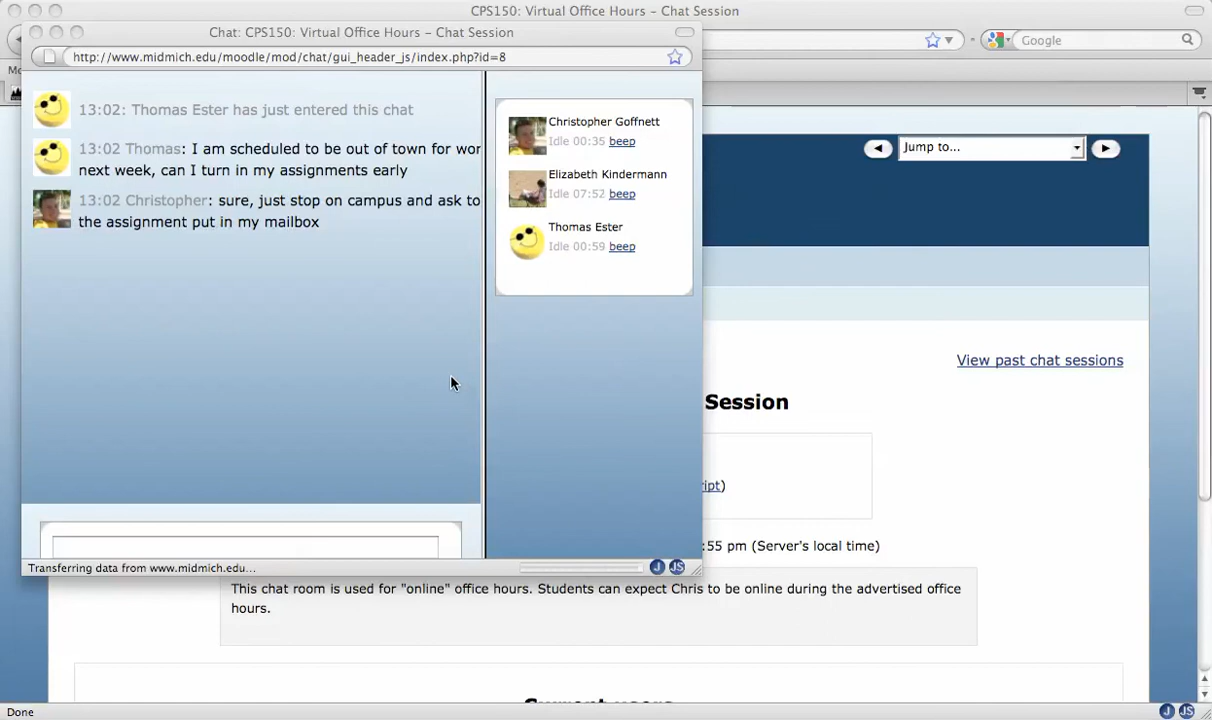 CPS150: Virtual Office Hours – Chat Session
Chat: CPS150: Virtual Office Hours – Chat Session
http://www.midmich.edu/moodle/mod/chat/gui_header_js/index.php?id=8
Google
13:02: Thomas Ester has just entered this chat
13:02 Thomas: I am scheduled to be out of town for
next week, can I turn in my assignments early
13:02 Christopher: sure, just stop on campus and ask to
the assignment put in my mailbox
Christopher Goffnett
Idle 00:35 beep
Elizabeth Kindermann
Idle 07:52 beep
Thomas Ester
Idle 00:59 beep
Jump to...
View past chat sessions
Session
ipt)
:55 pm (Server's local time)
Transferring data from www.midmich.edu...
This chat room is used for "online" office hours. Students can expect Chris to be online during the advertised office
hours.
Done